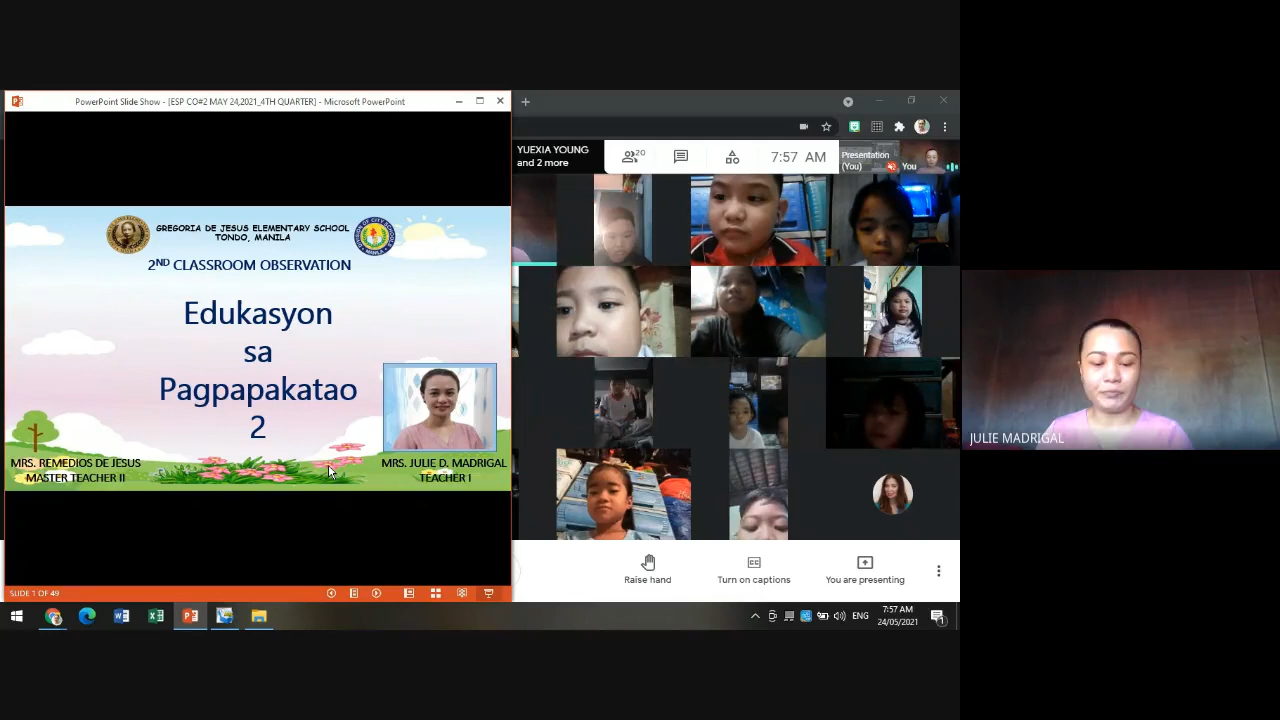 PowerPoint Slide Show - [ESP CO#2 MAY 24,2021_4TH QUARTER] - Microsoft PowerPoint
GREGORIA DE JESUS ELEMENTARY SCHOOL
TONDO, MANILA
2ND CLASSROOM OBSERVATION
Edukasyon
sa
Pagpapakatao
2
MRS. REMEDIOS DE JESUS
MASTER TEACHER II
MRS. JULIE D. MADRIGAL
TEACHER I
SLIDE 1 OF 49
YUEXIA YOUNG
and 2 more
20
7:57 AM
Presentation
(You)
You
Raise hand
Turn on captions
You are presenting
JULIE MADRIGAL
ENG
7:57 AM
24/05/2021
1